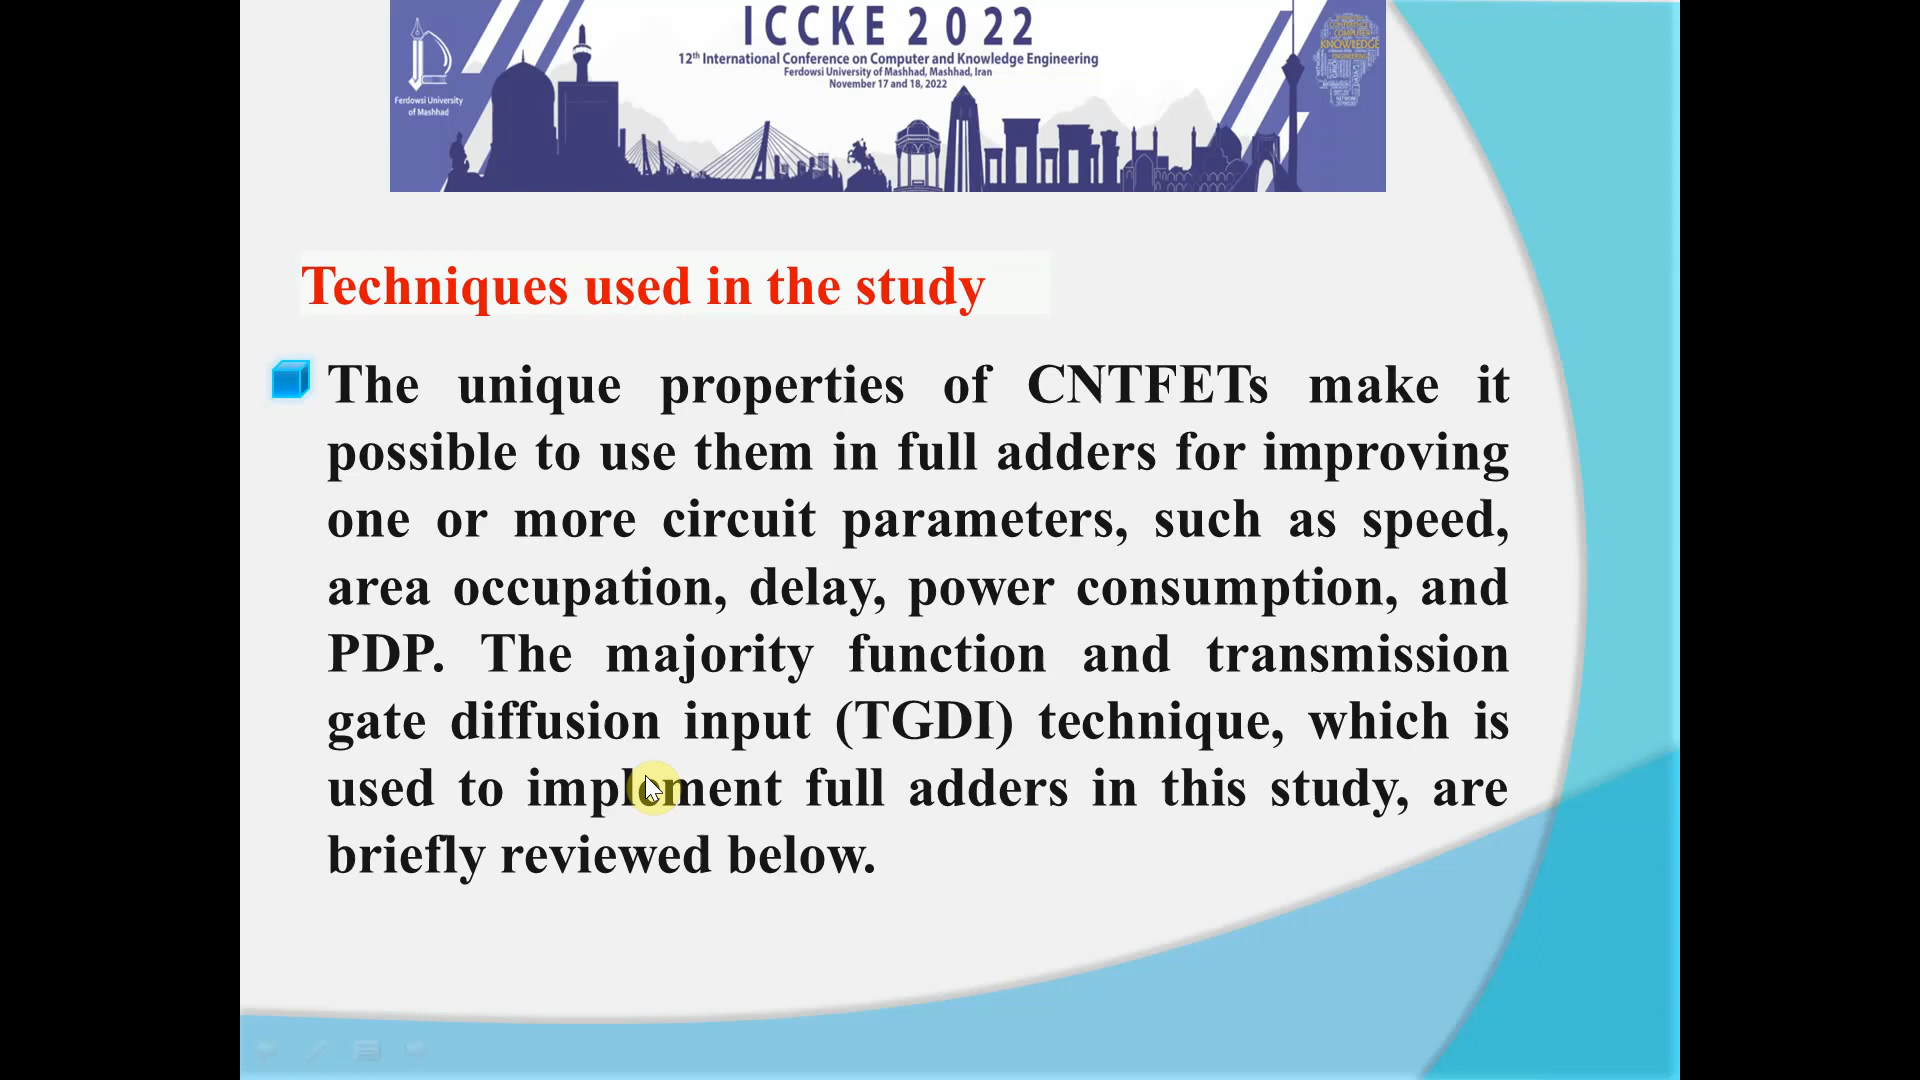 ICCKE 2022
12th International Conference on Computer and Knowledge Engineering
Ferdowsi University of Mashhad, Mashhad, Iran
November 17 and 18, 2022
Ferdowsi University
of Mashhad
KNOWLEDGE
Techniques used in the study
The unique properties of CNTFETs make it
possible to use them in full adders for improving
one or more circuit parameters, such as speed,
area occupation, delay, power consumption, and
PDP. The majority function and transmission
gate diffusion input (TGDI) technique, which is
used to implement full adders in this study, are
briefly reviewed below.